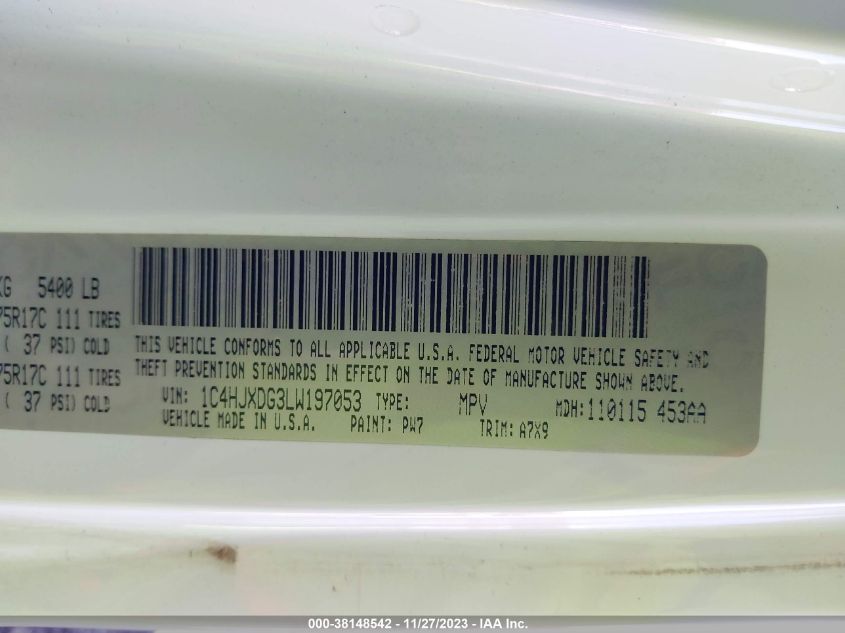 KG 5400 LB
75R17C 111 TIRES
( 37 PSI) COLD
75R17C 111 TIRES
( 37 PSI) COLD
THIS VEHICLE CONFORMS TO ALL APPLICABLE U.S.A. FEDERAL MOTOR VEHICLE SAFETY AND
THEFT PREVENTION STANDARDS IN EFFECT ON THE DATE OF MANUFACTURE SHOWN ABOVE.
VIN: 1C4HJXDG3LW197053 TYPE: MPV MDH:110115 453AA
VEHICLE MADE IN U.S.A. PAINT: PW7 TRIM: A7X9
000-38148542 - 11/27/2023 - IAA Inc.